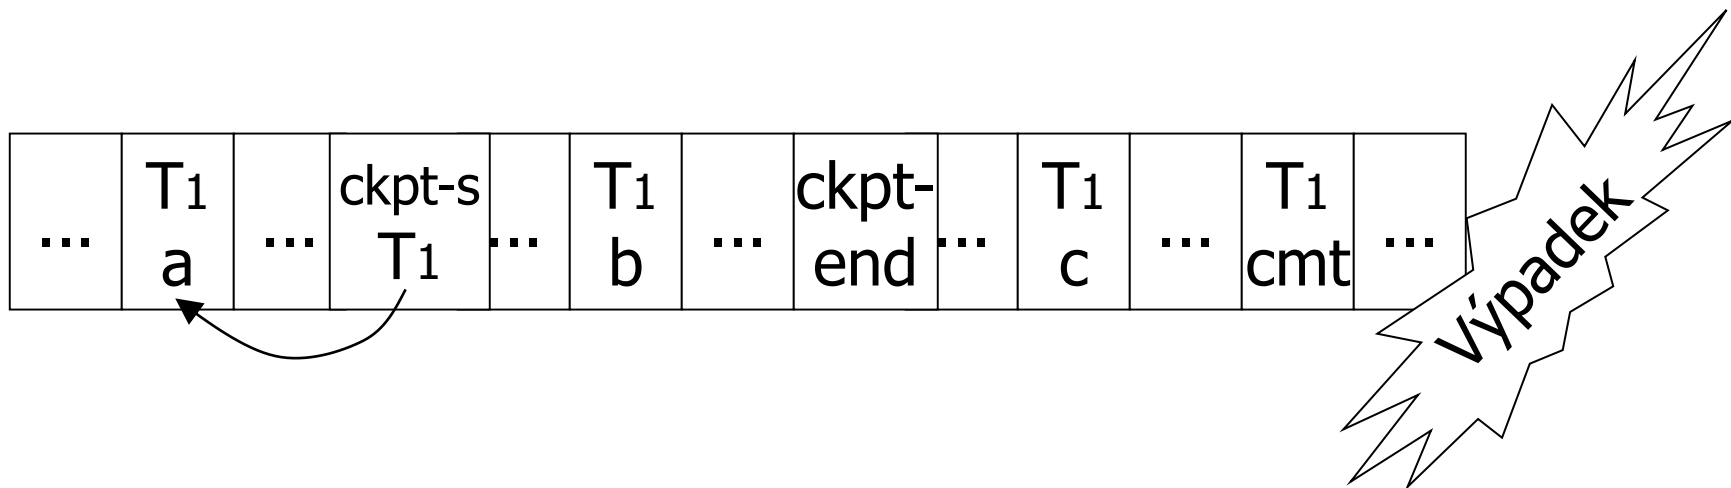 ... T1 a ... ckpt-s T1 ... T1 b ... ckpt-end ... T1 c ... T1 cmt ...
Výpadek